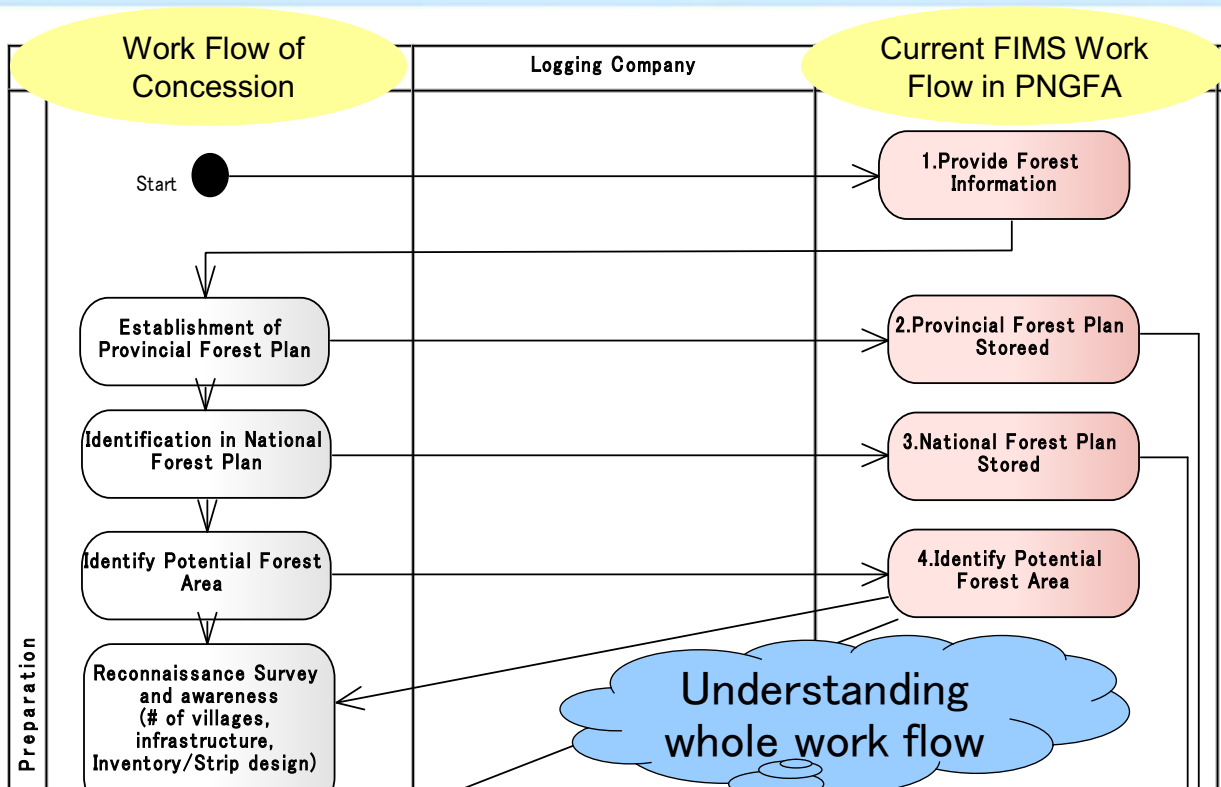 Work Flow of
Concession
Logging Company
Current FIMS Work
Flow in PNGFA
Start
1.Provide Forest
Information
Establishment of
Provincial Forest Plan
2.Provincial Forest Plan
Storeed
Identification in National
Forest Plan
3.National Forest Plan
Stored
Identify Potential Forest
Area
4.Identify Potential
Forest Area
Preparation
Reconnaissance Survey
and awareness
(# of villages,
infrastructure,
Inventory/Strip design)
Understanding
whole work flow